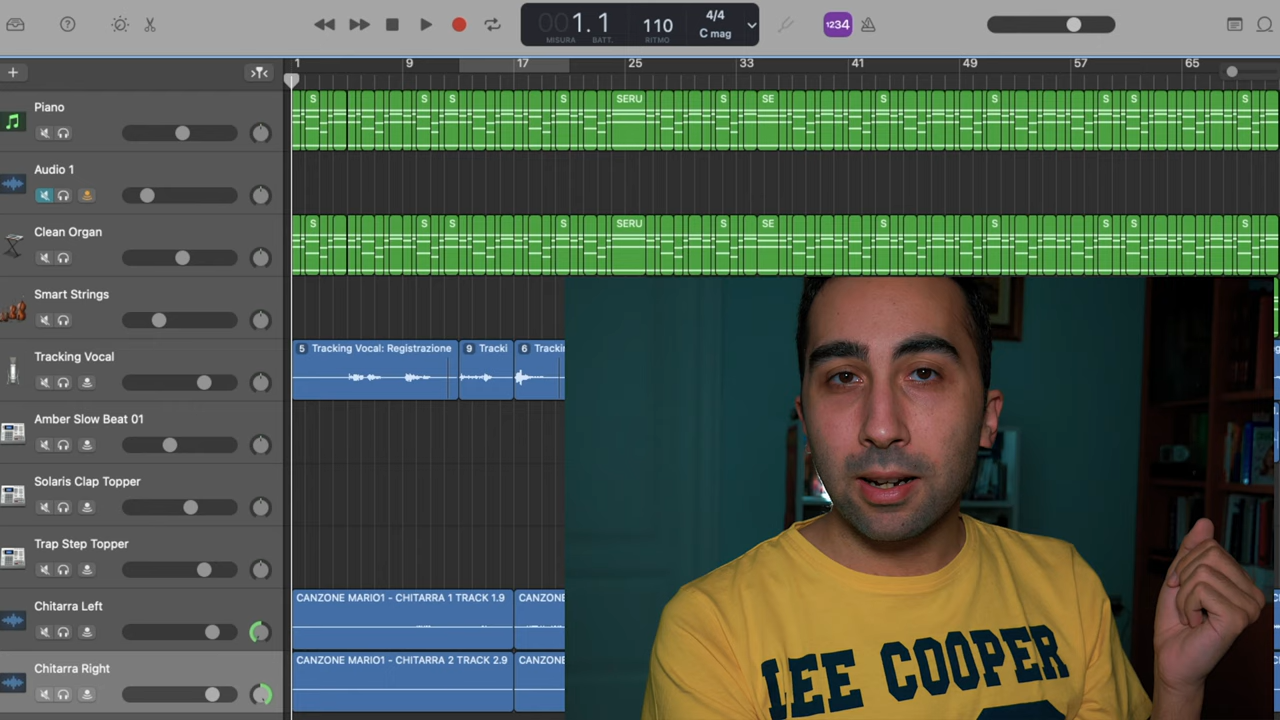 1.1
110
4/4
C mag
MISURA
BATT.
RITMO
1234
1 9 17 25 33 41 49 57 65
Piano
S S S S SERU S SE S S S S S
Audio 1
Clean Organ
S S S S SERU S SE S S S S S
Smart Strings
Tracking Vocal
5 Tracking Vocal: Registrazione 9 Tracki 6
Amber Slow Beat 01
Solaris Clap Topper
Trap Step Topper
Chitarra Left
CANZONE MARIO1 - CHITARRA 1 TRACK 1.9 CANZONE
Chitarra Right
CANZONE MARIO1 - CHITARRA 2 TRACK 2.9 CANZONE
LEE COOPER